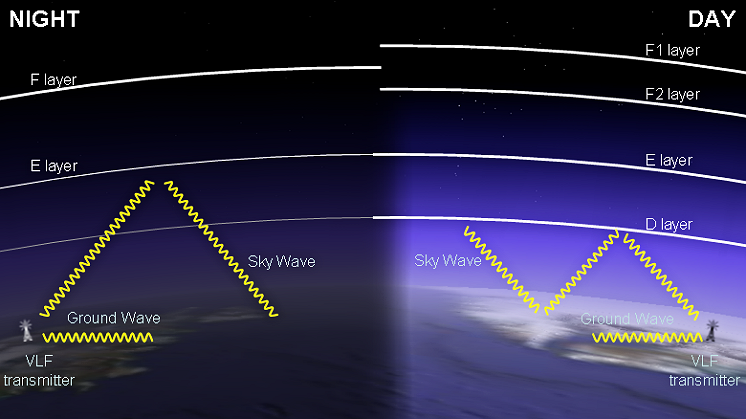 NIGHT
DAY
F1 layer
F layer
F2 layer
E layer
E layer
D layer
Sky Wave
Sky Wave
Ground Wave
Ground Wave
VLF
transmitter
VLF
transmitter